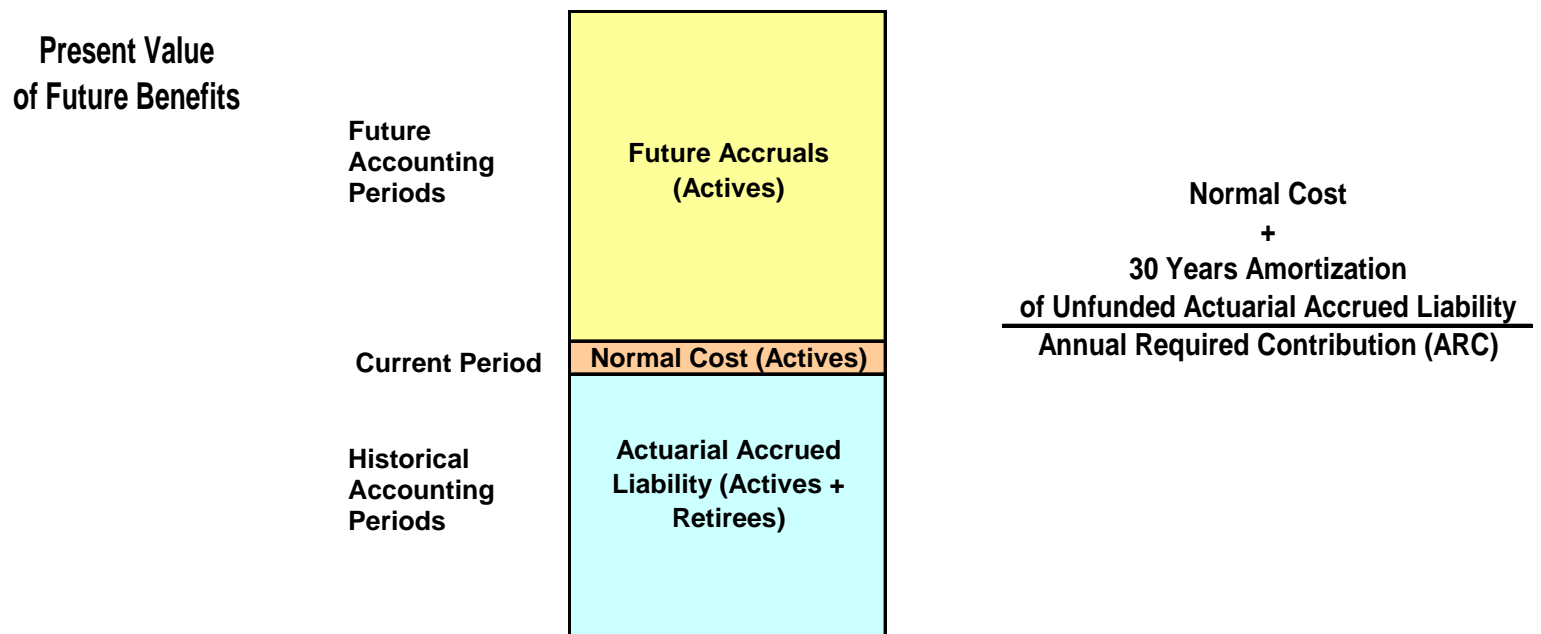 Present Value
of Future Benefits
Future
Accounting
Periods
Future Accruals
(Actives)
Current Period
Normal Cost (Actives)
Historical
Accounting
Periods
Actuarial Accrued
Liability (Actives +
Retirees)
Normal Cost
+
30 Years Amortization
of Unfunded Actuarial Accrued Liability
Annual Required Contribution (ARC)